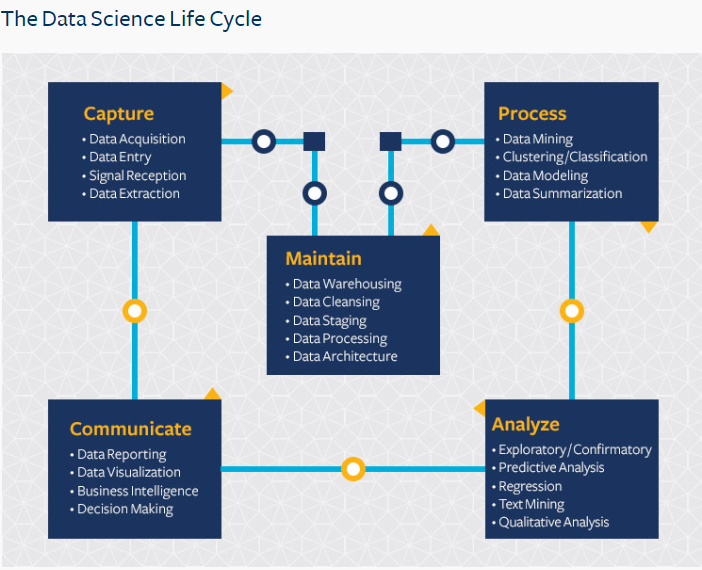 The Data Science Life Cycle
Capture
• Data Acquisition
• Data Entry
• Signal Reception
• Data Extraction
Process
• Data Mining
• Clustering/Classification
• Data Modeling
• Data Summarization
Maintain
• Data Warehousing
• Data Cleansing
• Data Staging
• Data Processing
• Data Architecture
Communicate
• Data Reporting
• Data Visualization
• Business Intelligence
• Decision Making
Analyze
• Exploratory/Confirmatory
• Predictive Analysis
• Regression
• Text Mining
• Qualitative Analysis